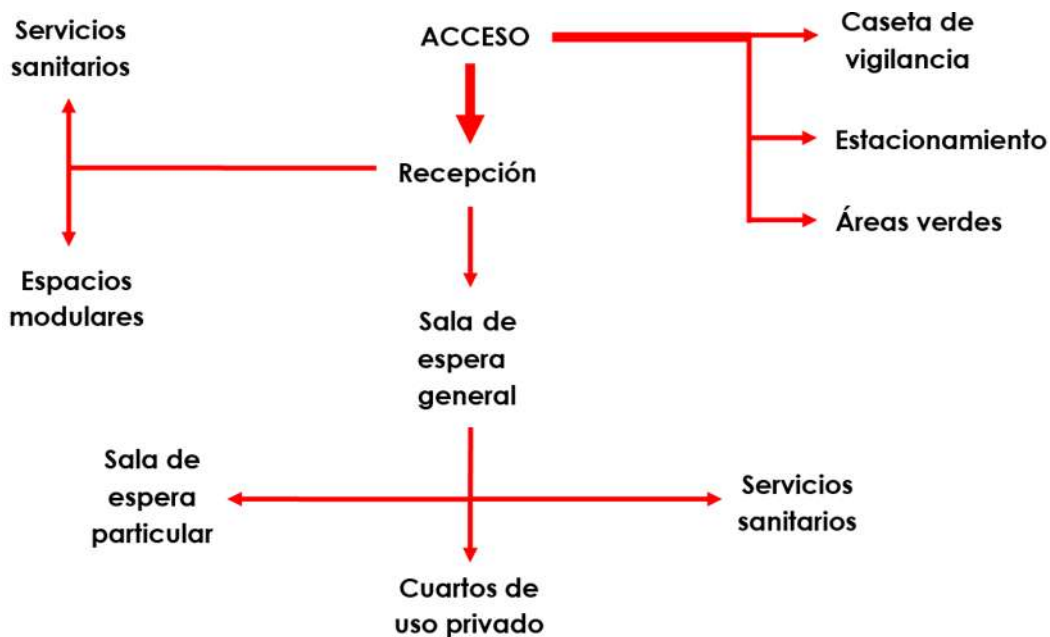 Servicios
sanitarios
ACCESO
Caseta de
vigilancia
Estacionamiento
Recepción
Áreas verdes
Espacios
modulares
Sala de
espera
general
Sala de
espera
particular
Servicios
sanitarios
Cuartos de
uso privado